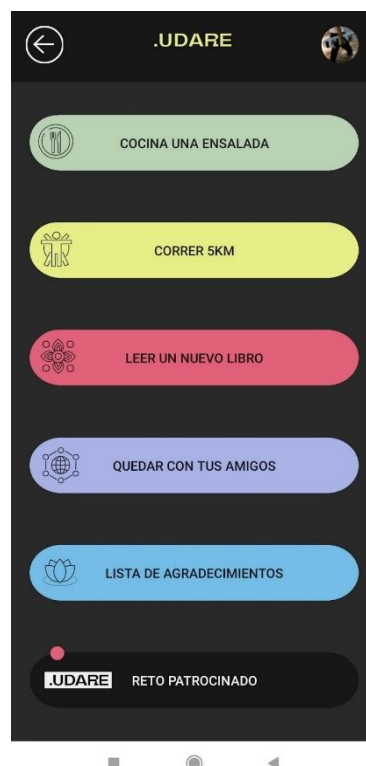 .UDARE
COCINA UNA ENSALADA
CORRER 5KM
LEER UN NUEVO LIBRO
QUEDAR CON TUS AMIGOS
LISTA DE AGRADECIMIENTOS
.UDARE RETO PATROCINADO